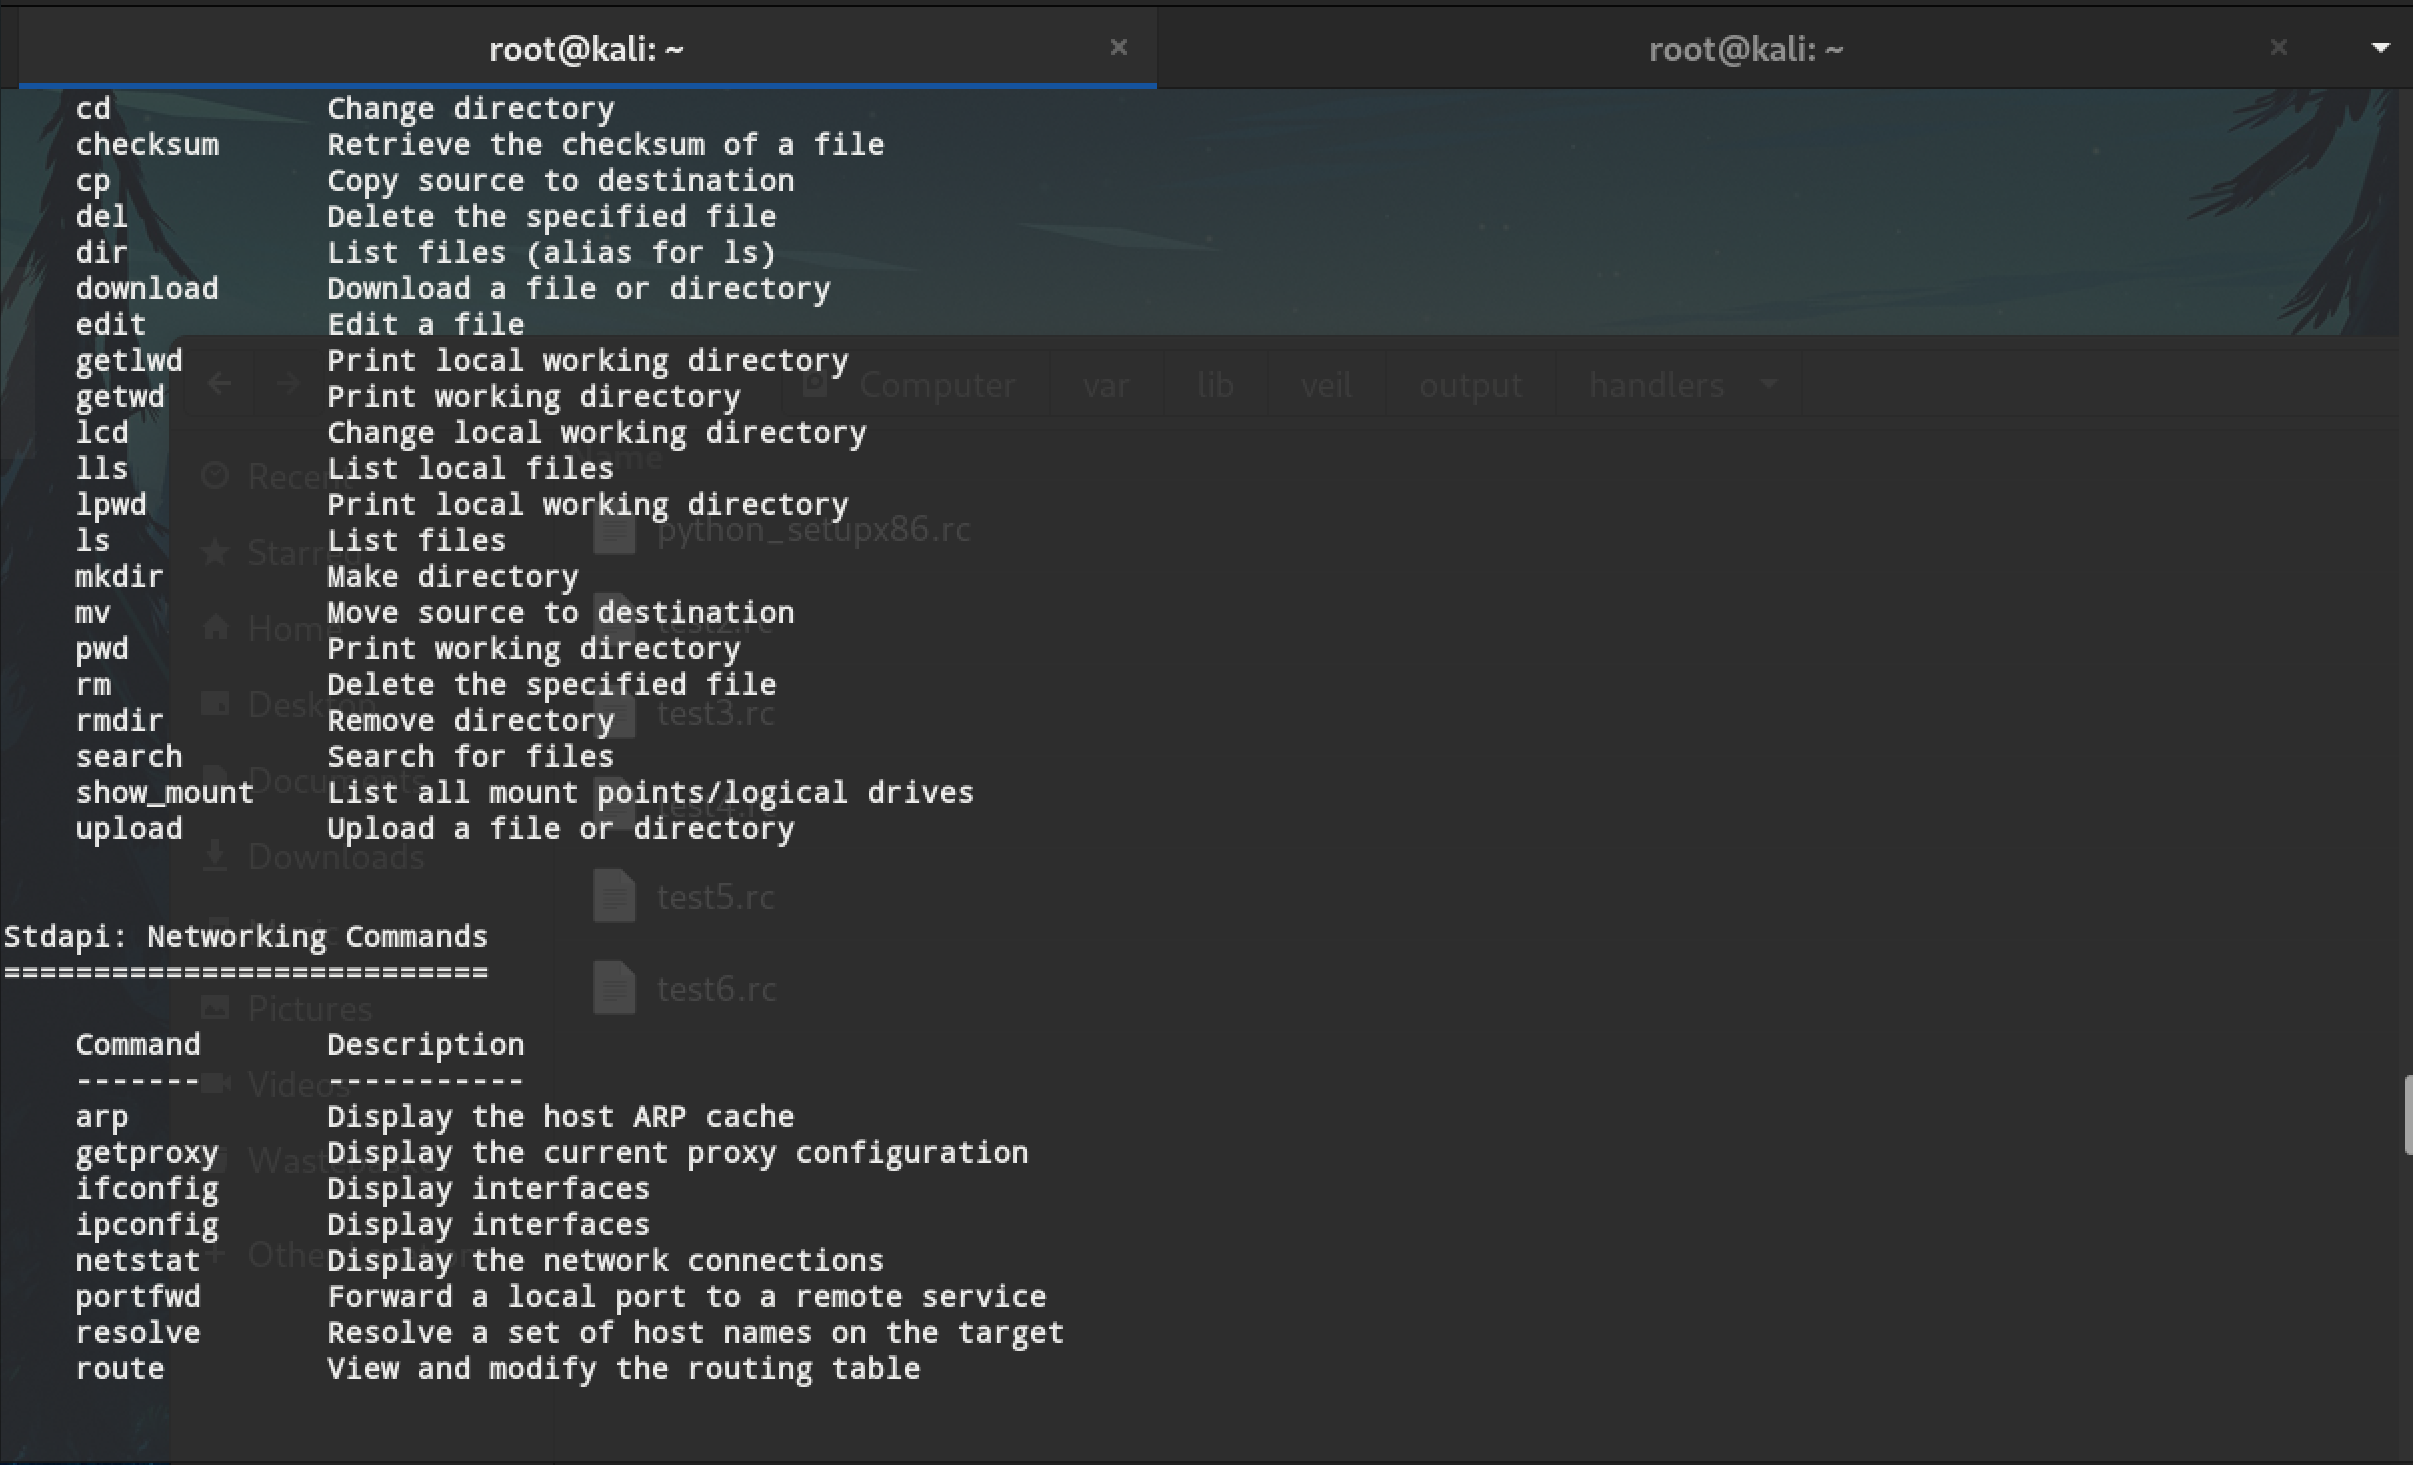 root@kali: ~ × root@kali: ~ ×
cd Change directory
checksum Retrieve the checksum of a file
cp Copy source to destination
del Delete the specified file
dir List files (alias for ls)
download Download a file or directory
edit Edit a file
getlwd Print local working directory
getwd Print working directory
lcd Change local working directory
lls List local files
lpwd Print local working directory
ls List files
mkdir Make directory
mv Move source to destination
pwd Print working directory
rm Delete the specified file
rmdir Remove directory
search Search for files
show_mount List all mount points/logical drives
upload Upload a file or directory
Stdapi: Networking Commands
===========================
Command Description
------- -----------
arp Display the host ARP cache
getproxy Display the current proxy configuration
ifconfig Display interfaces
ipconfig Display interfaces
netstat Display the network connections
portfwd Forward a local port to a remote service
resolve Resolve a set of host names on the target
route View and modify the routing table
Computer var lib veil output handlers
Name
Recent
Starred
Home
Desktop
Documents
Downloads
Pictures
Videos
Wastebasket
+ Other Locations
python_setupx86.rc
test2.rc
test3.rc
test4.rc
test5.rc
test6.rc